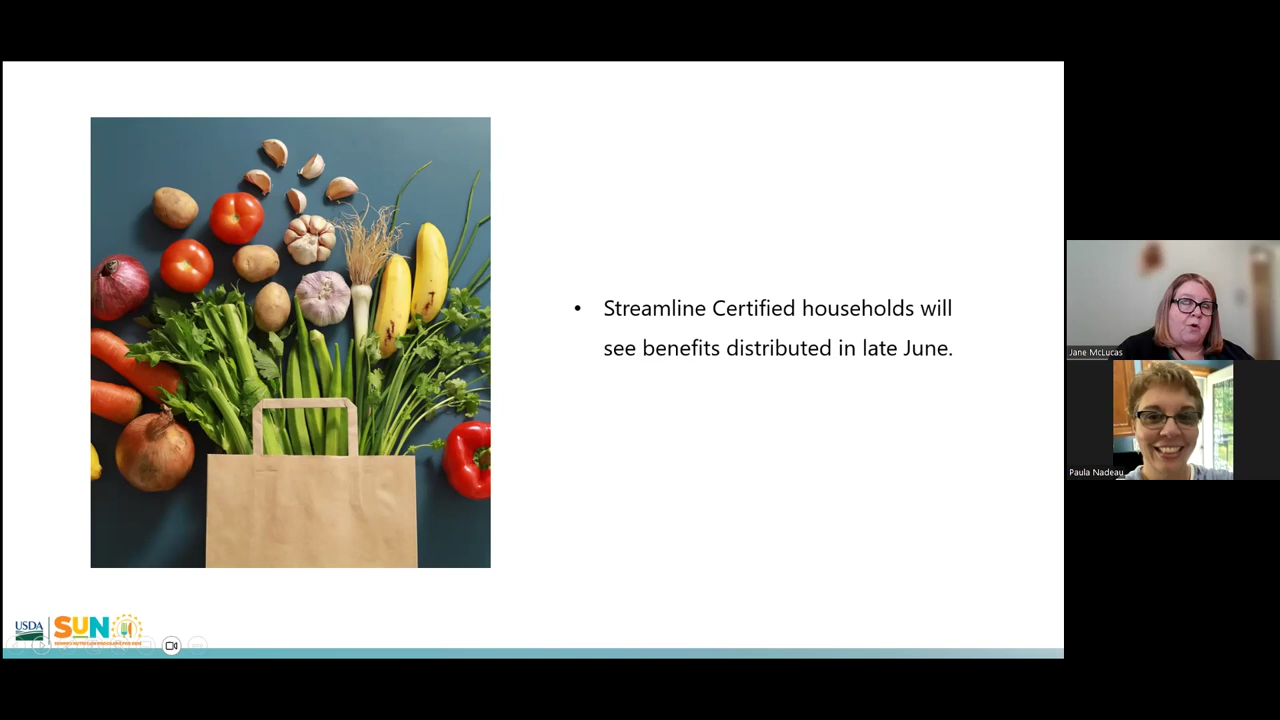 • Streamline Certified households will
see benefits distributed in late June.
Jane McLucas
Paula Nadeau
USDA
SUN